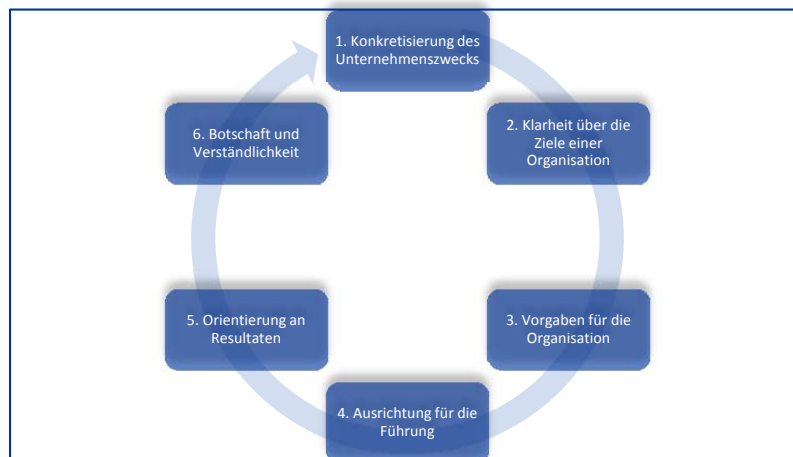 1. Konkretisierung des
Unternehmenszwecks
2. Klarheit über die
Ziele einer
Organisation
3. Vorgaben für die
Organisation
4. Ausrichtung für die
Führung
5. Orientierung an
Resultaten
6. Botschaft und
Verständlichkeit